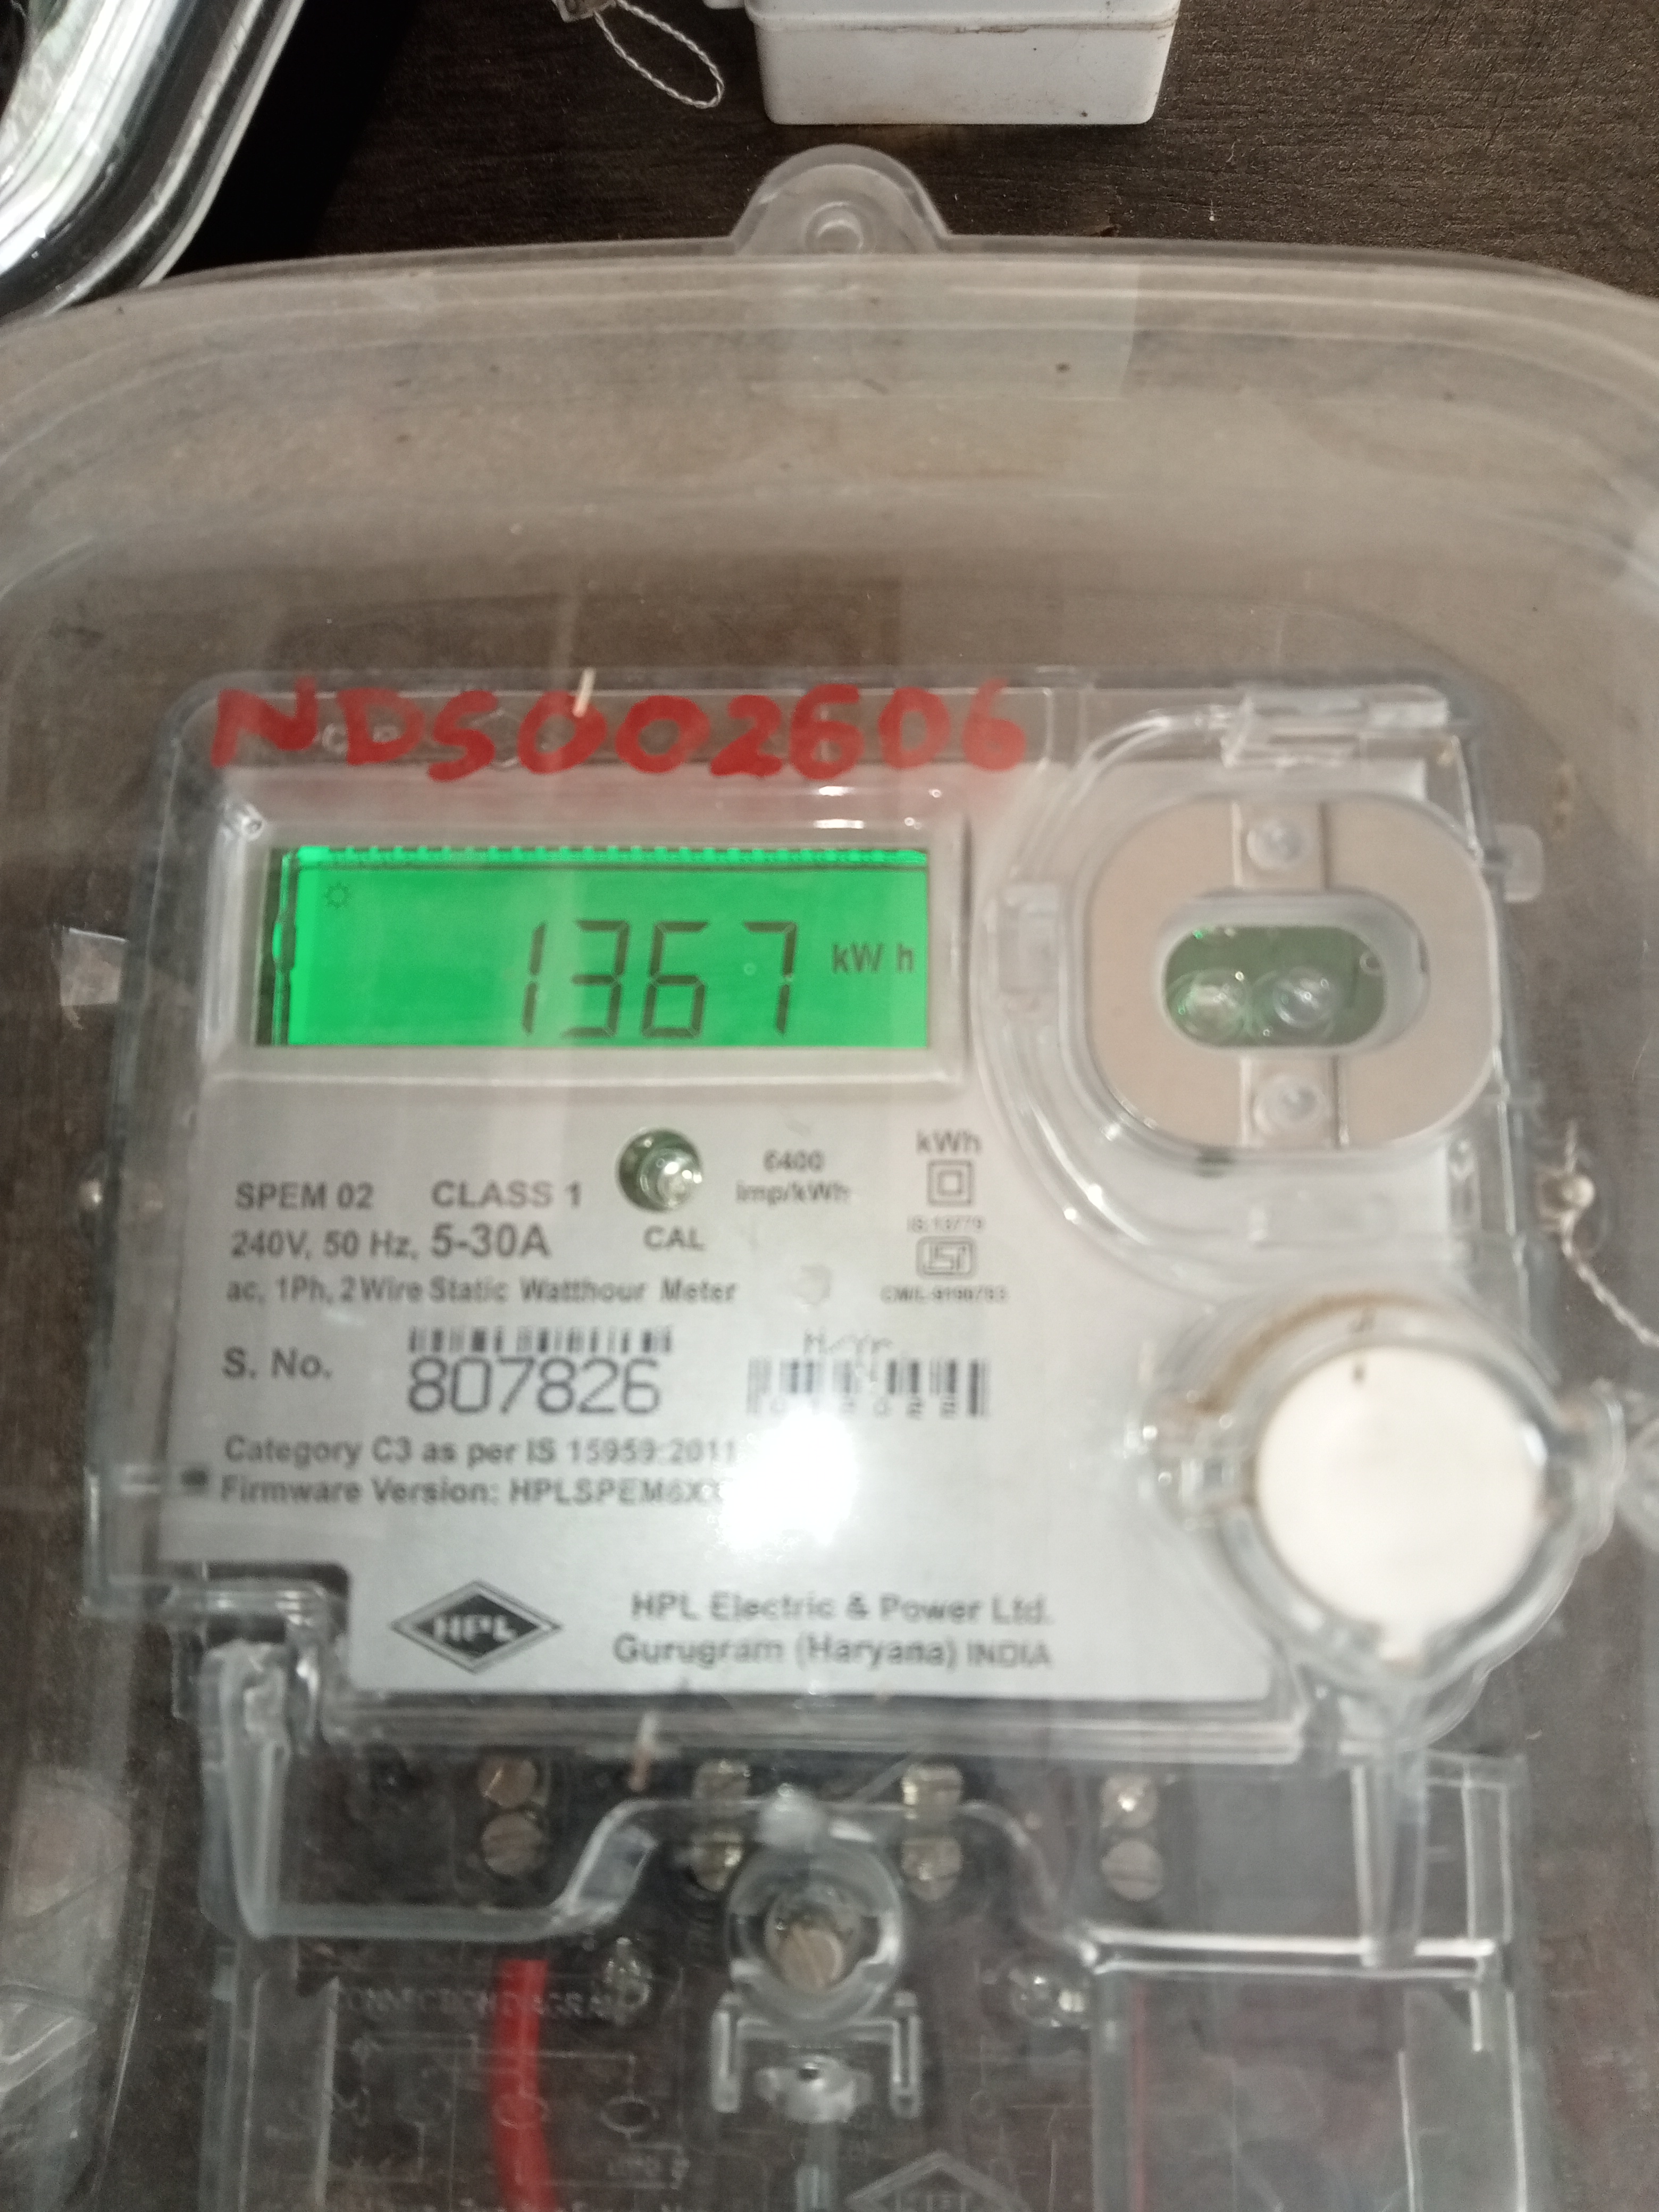 NDS002606
1367 kWh
kWh
6400
imp/kWh
SPEM 02 CLASS 1
CAL
240V, 50 Hz, 5-30A
ac, 1Ph, 2 Wire Static Watthour Meter
S. No. 807826
Category C3 as per IS 15959:2011
Firmware Version:
HPL
HPL Electric & Power Ltd.
Gurugram (Haryana) INDIA